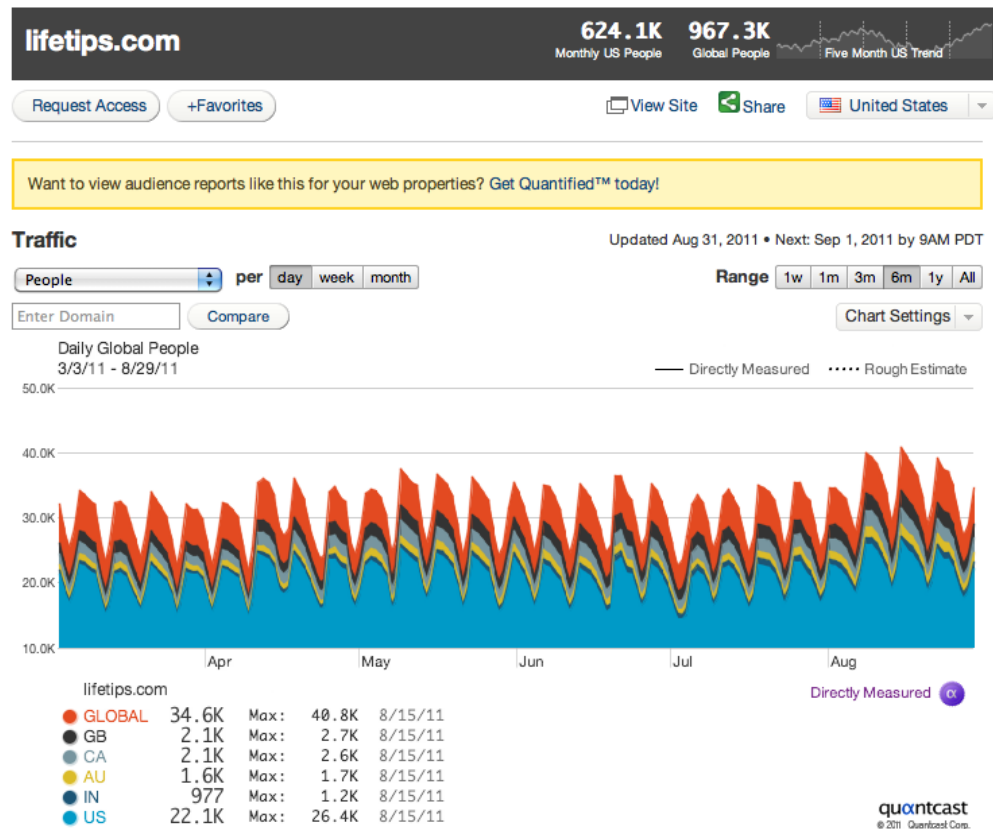 lifetips.com
624.1K 967.3K
Monthly US People Global People Five Month US Trend
Request Access +Favorites View Site Share United States
Want to view audience reports like this for your web properties? Get Quantified™ today!
Traffic Updated Aug 31, 2011 • Next: Sep 1, 2011 by 9AM PDT
People per day week month Range 1w 1m 3m 6m 1y All
Enter Domain Compare Chart Settings
Daily Global People
3/3/11 - 8/29/11 Directly Measured Rough Estimate
50.0K
40.0K
30.0K
20.0K
10.0K
Apr May Jun Jul Aug
lifetips.com Directly Measured α
GLOBAL 34.6K Max: 40.8K 8/15/11
GB 2.1K Max: 2.7K 8/15/11
CA 2.1K Max: 2.6K 8/15/11
AU 1.6K Max: 1.7K 8/15/11
IN 977 Max: 1.2K 8/15/11
US 22.1K Max: 26.4K 8/15/11
quantcast
© 2011 Quantcast Corp.